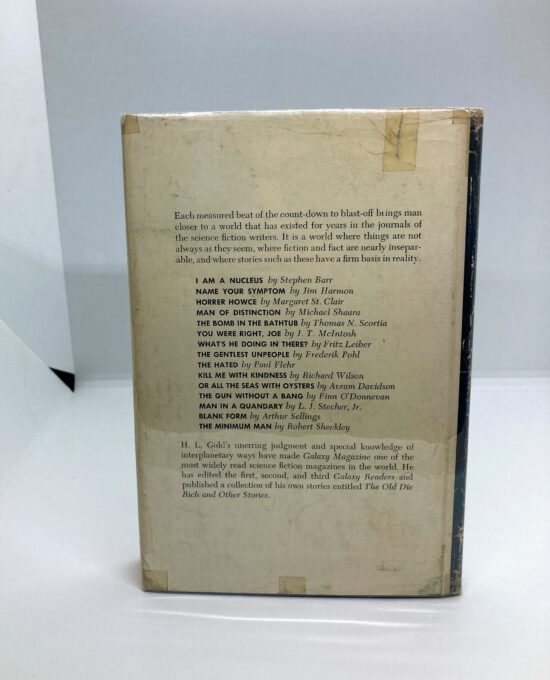 Each measured beat of the count-down to blast-off brings man
closer to a world that has existed for years in the journals of
the science fiction writers. It is a world where things are not
always as they seem, where fiction and fact are nearly insepar-
able, and where stories such as these have a firm basis in reality.
I AM A NUCLEUS by Stephen Barr
NAME YOUR SYMPTOM by Jim Harmon
HORRER HOWCE by Margaret St. Clair
MAN OF DISTINCTION by Michael Shaara
THE BOMB IN THE BATHTUB by Thomas N. Scortia
YOU WERE RIGHT, JOE by J. T. McIntosh
WHAT'S HE DOING IN THERE? by Fritz Leiber
THE GENTLEST UNPEOPLE by Frederik Pohl
THE HATED by Paul Flehr
KILL ME WITH KINDNESS by Richard Wilson
OR ALL THE SEAS WITH OYSTERS by Avram Davidson
THE GUN WITHOUT A BANG by Finn O'Donnevan
MAN IN A QUANDARY by L. J. Stecher, Jr.
BLANK FORM by Arthur Sellings
THE MINIMUM MAN by Robert Sheckley
H. L. Gold's unerring judgment and special knowledge of
interplanetary ways have made Galaxy Magazine one of the
most widely read science fiction magazines in the world. He
has edited the first, second, and third Galaxy Readers and
published a collection of his own stories entitled The Old Die
Rich and Other Stories.